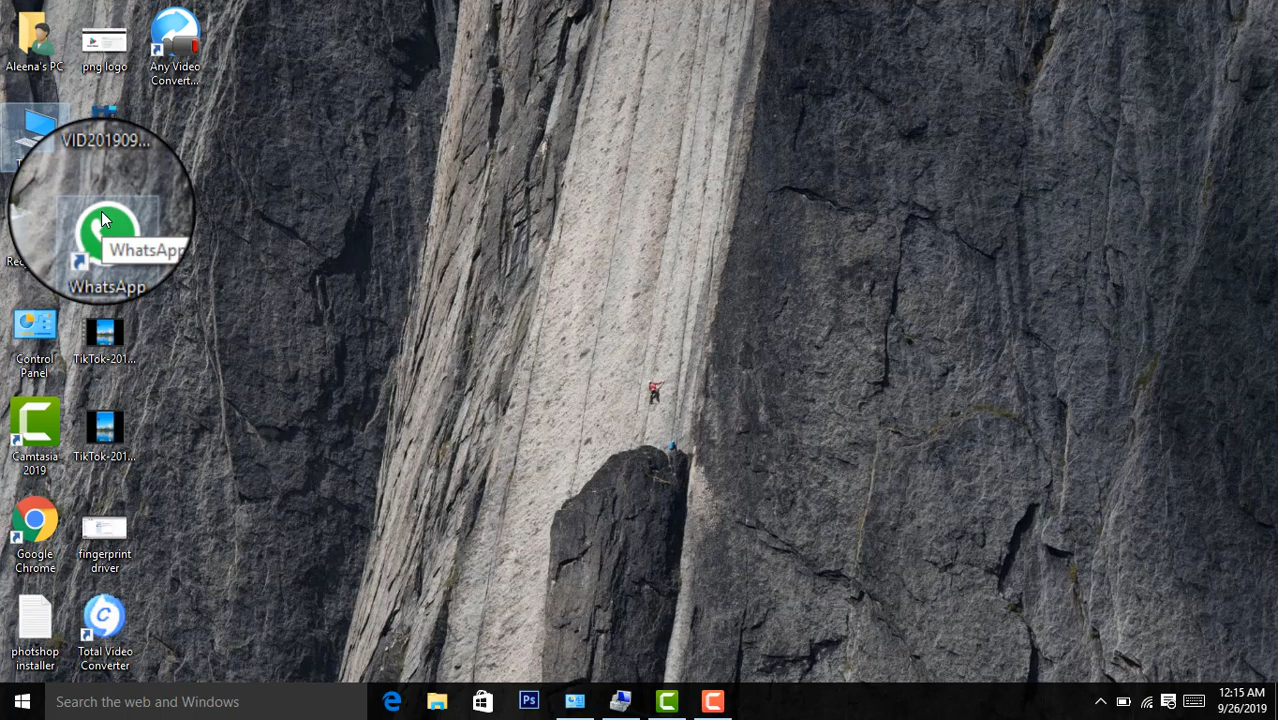 Aleena's PC
png logo
Any Video
Convert...
VID201909...
WhatsApp
WhatsApp
Control
Panel
TikTok-201...
Camtasia
2019
TikTok-201...
Google
Chrome
fingerprint
driver
photshop
installer
Total Video
Converter
Search the web and Windows
Ps
12:15 AM
9/26/2019